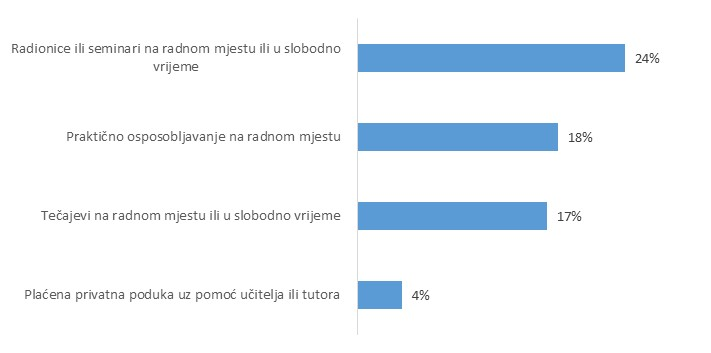 Radionice ili seminari na radnom mjestu ili u slobodno
vrijeme
24%
Praktično osposobljavanje na radnom mjestu
18%
Tečajevi na radnom mjestu ili u slobodno vrijeme
17%
Plaćena privatna poduka uz pomoć učitelja ili tutora
4%